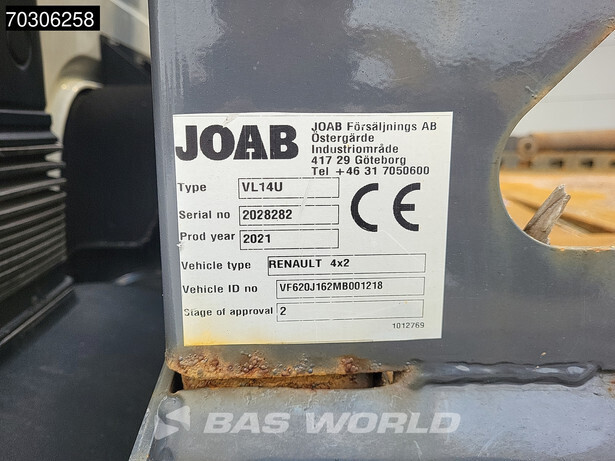 70306258
JOAB
JOAB Försäljnings AB
Östergärde
Industriområde
417 29 Göteborg
Tel +46 31 7050600
Type VL14U
Serial no 2028282
CE
Prod year 2021
Vehicle type RENAULT 4x2
Vehicle ID no VF620J162MB001218
Stage of approval 2
1012769
BAS WORLD